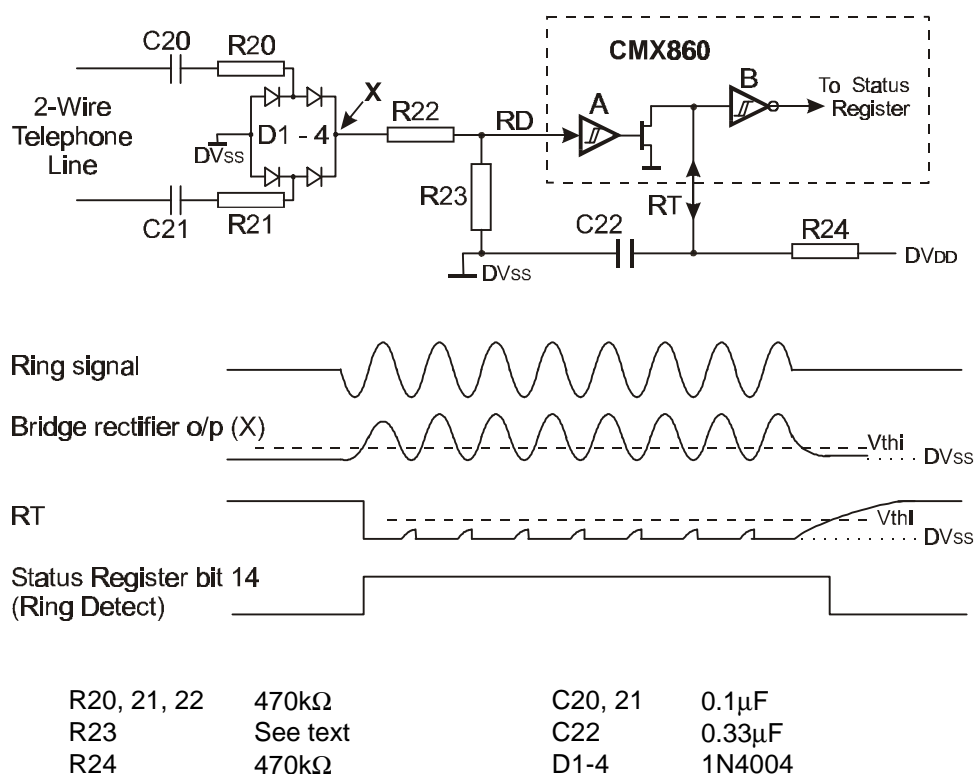 C20
R20
CMX860
X
R22
RD
A
B
To Status
Register
2-Wire
Telephone
Line
D1 - 4
DVss
R23
RT
C21
R21
C22
R24
DVss
DVDD
Ring signal
Bridge rectifier o/p (X)
Vthi
DVss
RT
Vthi
DVss
Status Register bit 14
(Ring Detect)
R20, 21, 22 470kΩ C20, 21 0.1μF
R23 See text C22 0.33μF
R24 470kΩ D1-4 1N4004